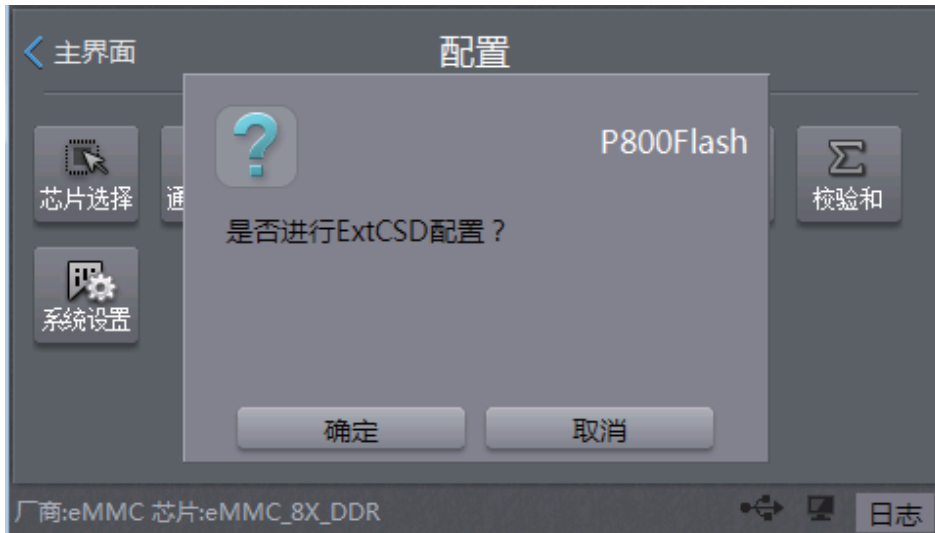 主界面
配置
芯片选择
通
P800Flash
校验和
是否进行ExtCSD配置？
系统设置
确定
取消
厂商:eMMC 芯片:eMMC_8X_DDR
日志